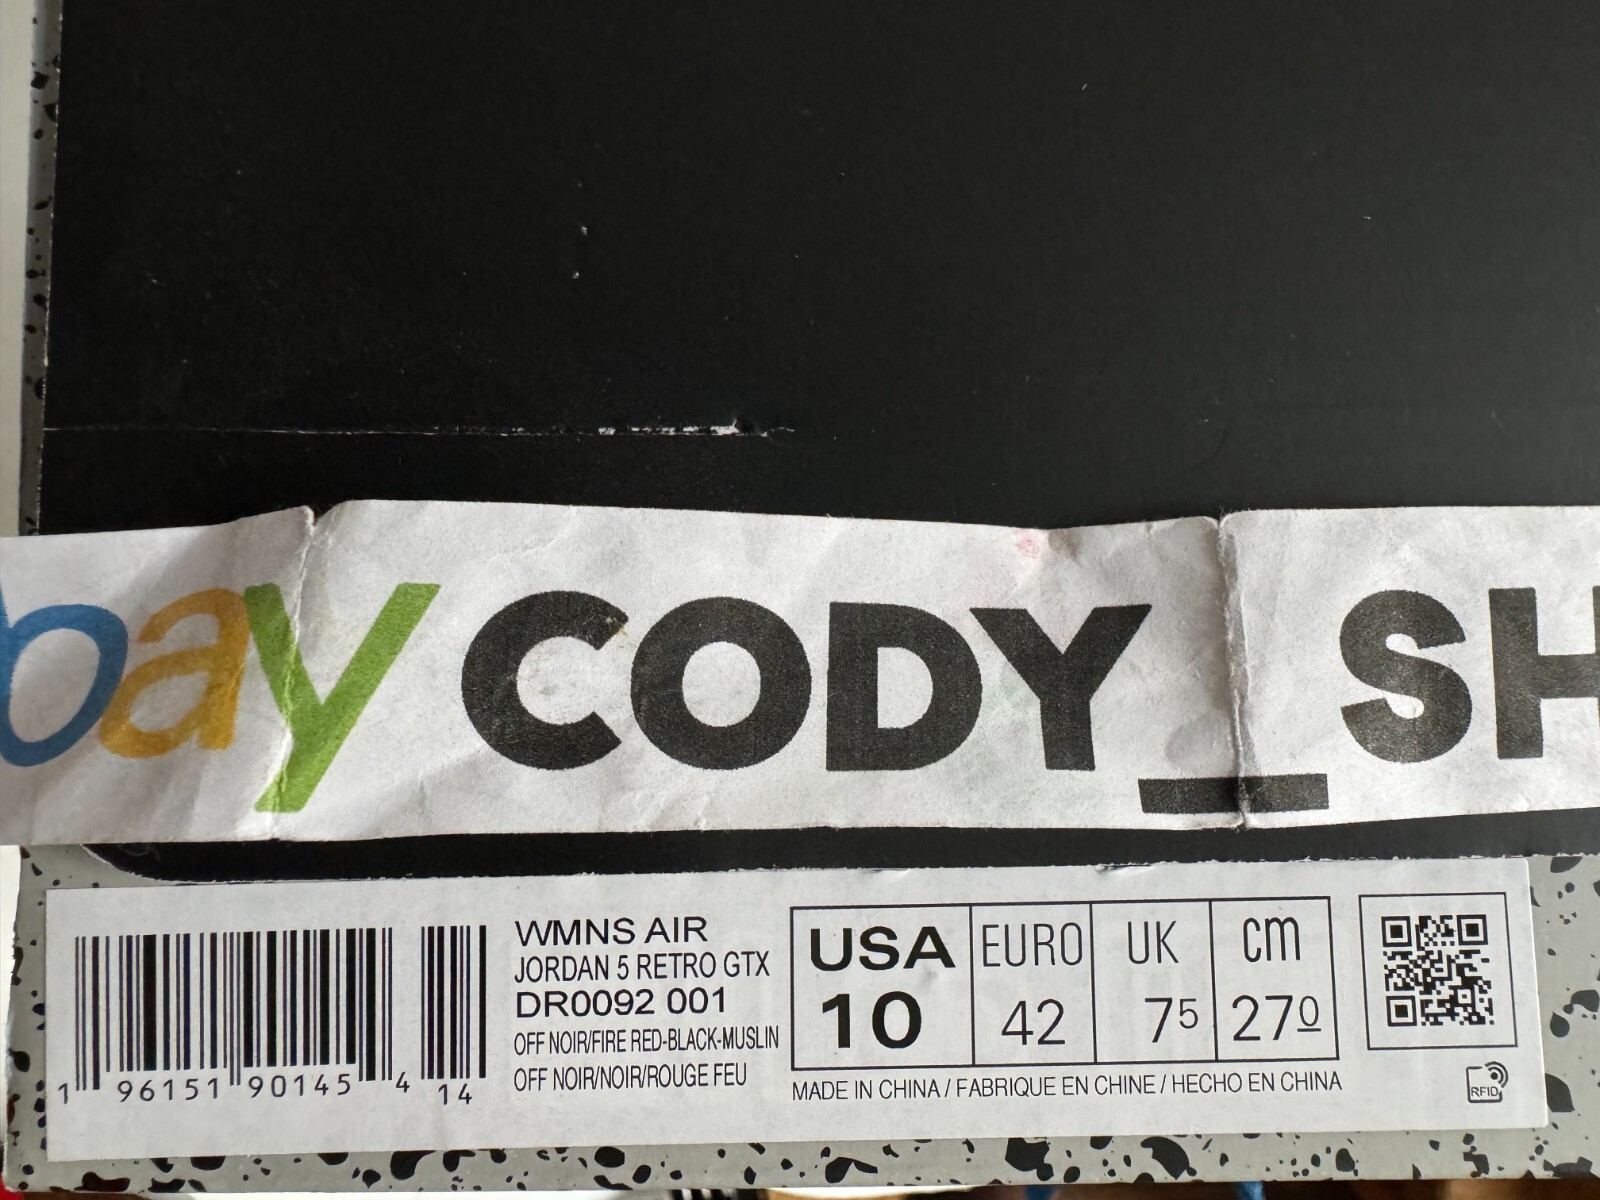 ebay CODY_SH
WMNS AIR
JORDAN 5 RETRO GTX
DR0092 001
OFF NOIR/FIRE RED-BLACK-MUSLIN
OFF NOIR/NOIR/ROUGE FEU
1 96151 90145 4 14
USA EURO UK cm
10 42 75 270
MADE IN CHINA / FABRIQUE EN CHINE / HECHO EN CHINA
RFID